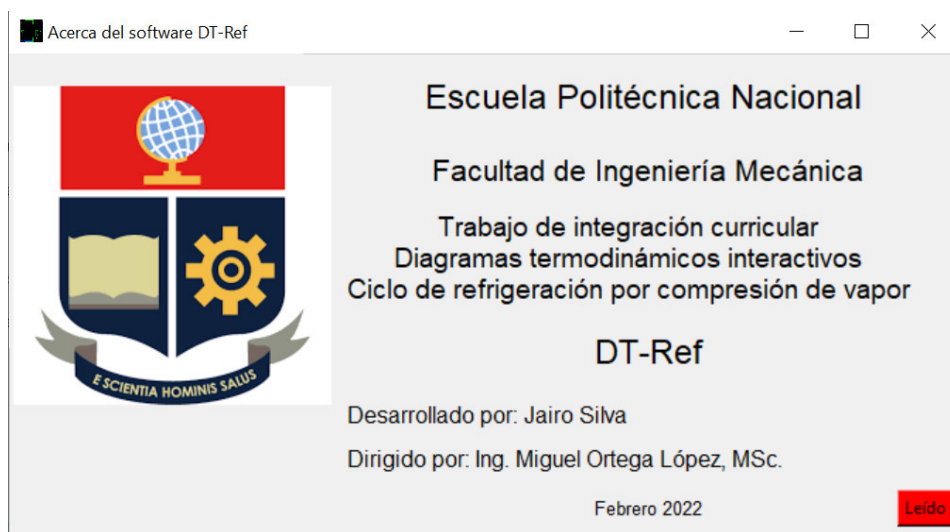 Acerca del software DT-Ref
Escuela Politécnica Nacional
Facultad de Ingeniería Mecánica
Trabajo de integración curricular
Diagramas termodinámicos interactivos
Ciclo de refrigeración por compresión de vapor
DT-Ref
E SCIENTIA HOMINIS SALUS
Desarrollado por: Jairo Silva
Dirigido por: Ing. Miguel Ortega López, MSc.
Febrero 2022
Leído